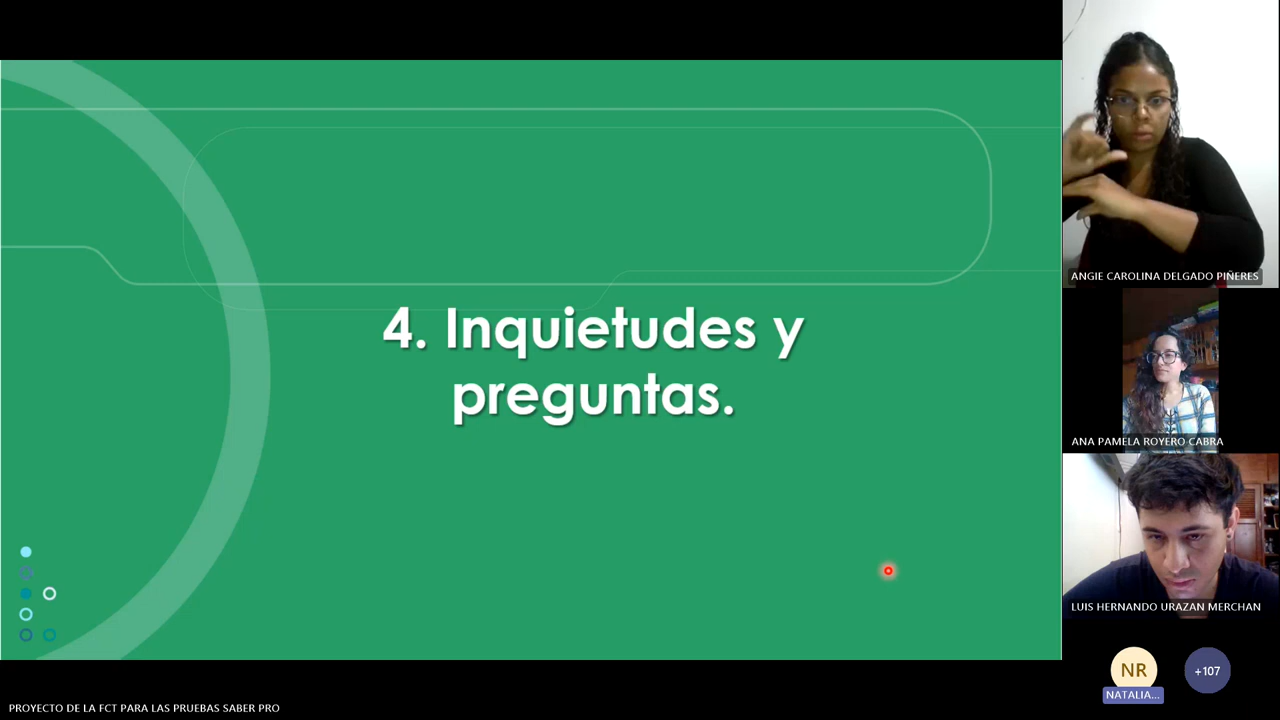 4. Inquietudes y
preguntas.
ANGIE CAROLINA DELGADO PIÑERES
ANA PAMELA ROYERO CABRA
LUIS HERNANDO URAZAN MERCHAN
NR
NATALIA...
+107
PROYECTO DE LA FCT PARA LAS PRUEBAS SABER PRO